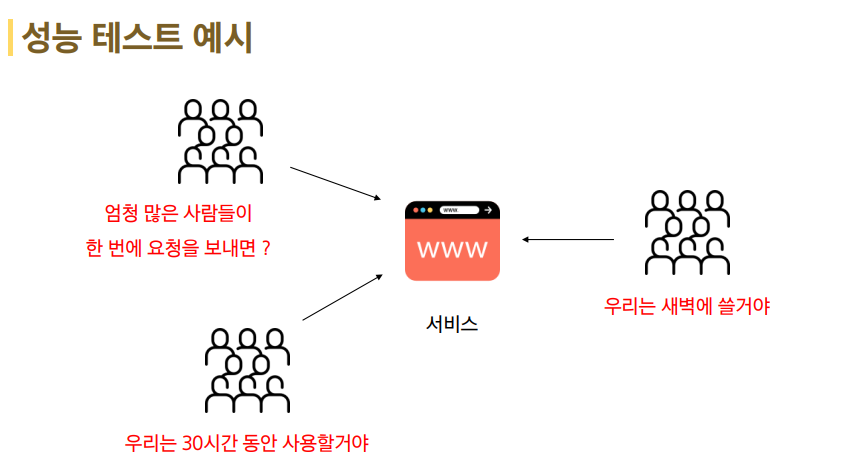 성능 테스트 예시
엄청 많은 사람들이
한 번에 요청을 보내면 ?
www
www
서비스
우리는 새벽에 쓸거야
우리는 30시간 동안 사용할거야